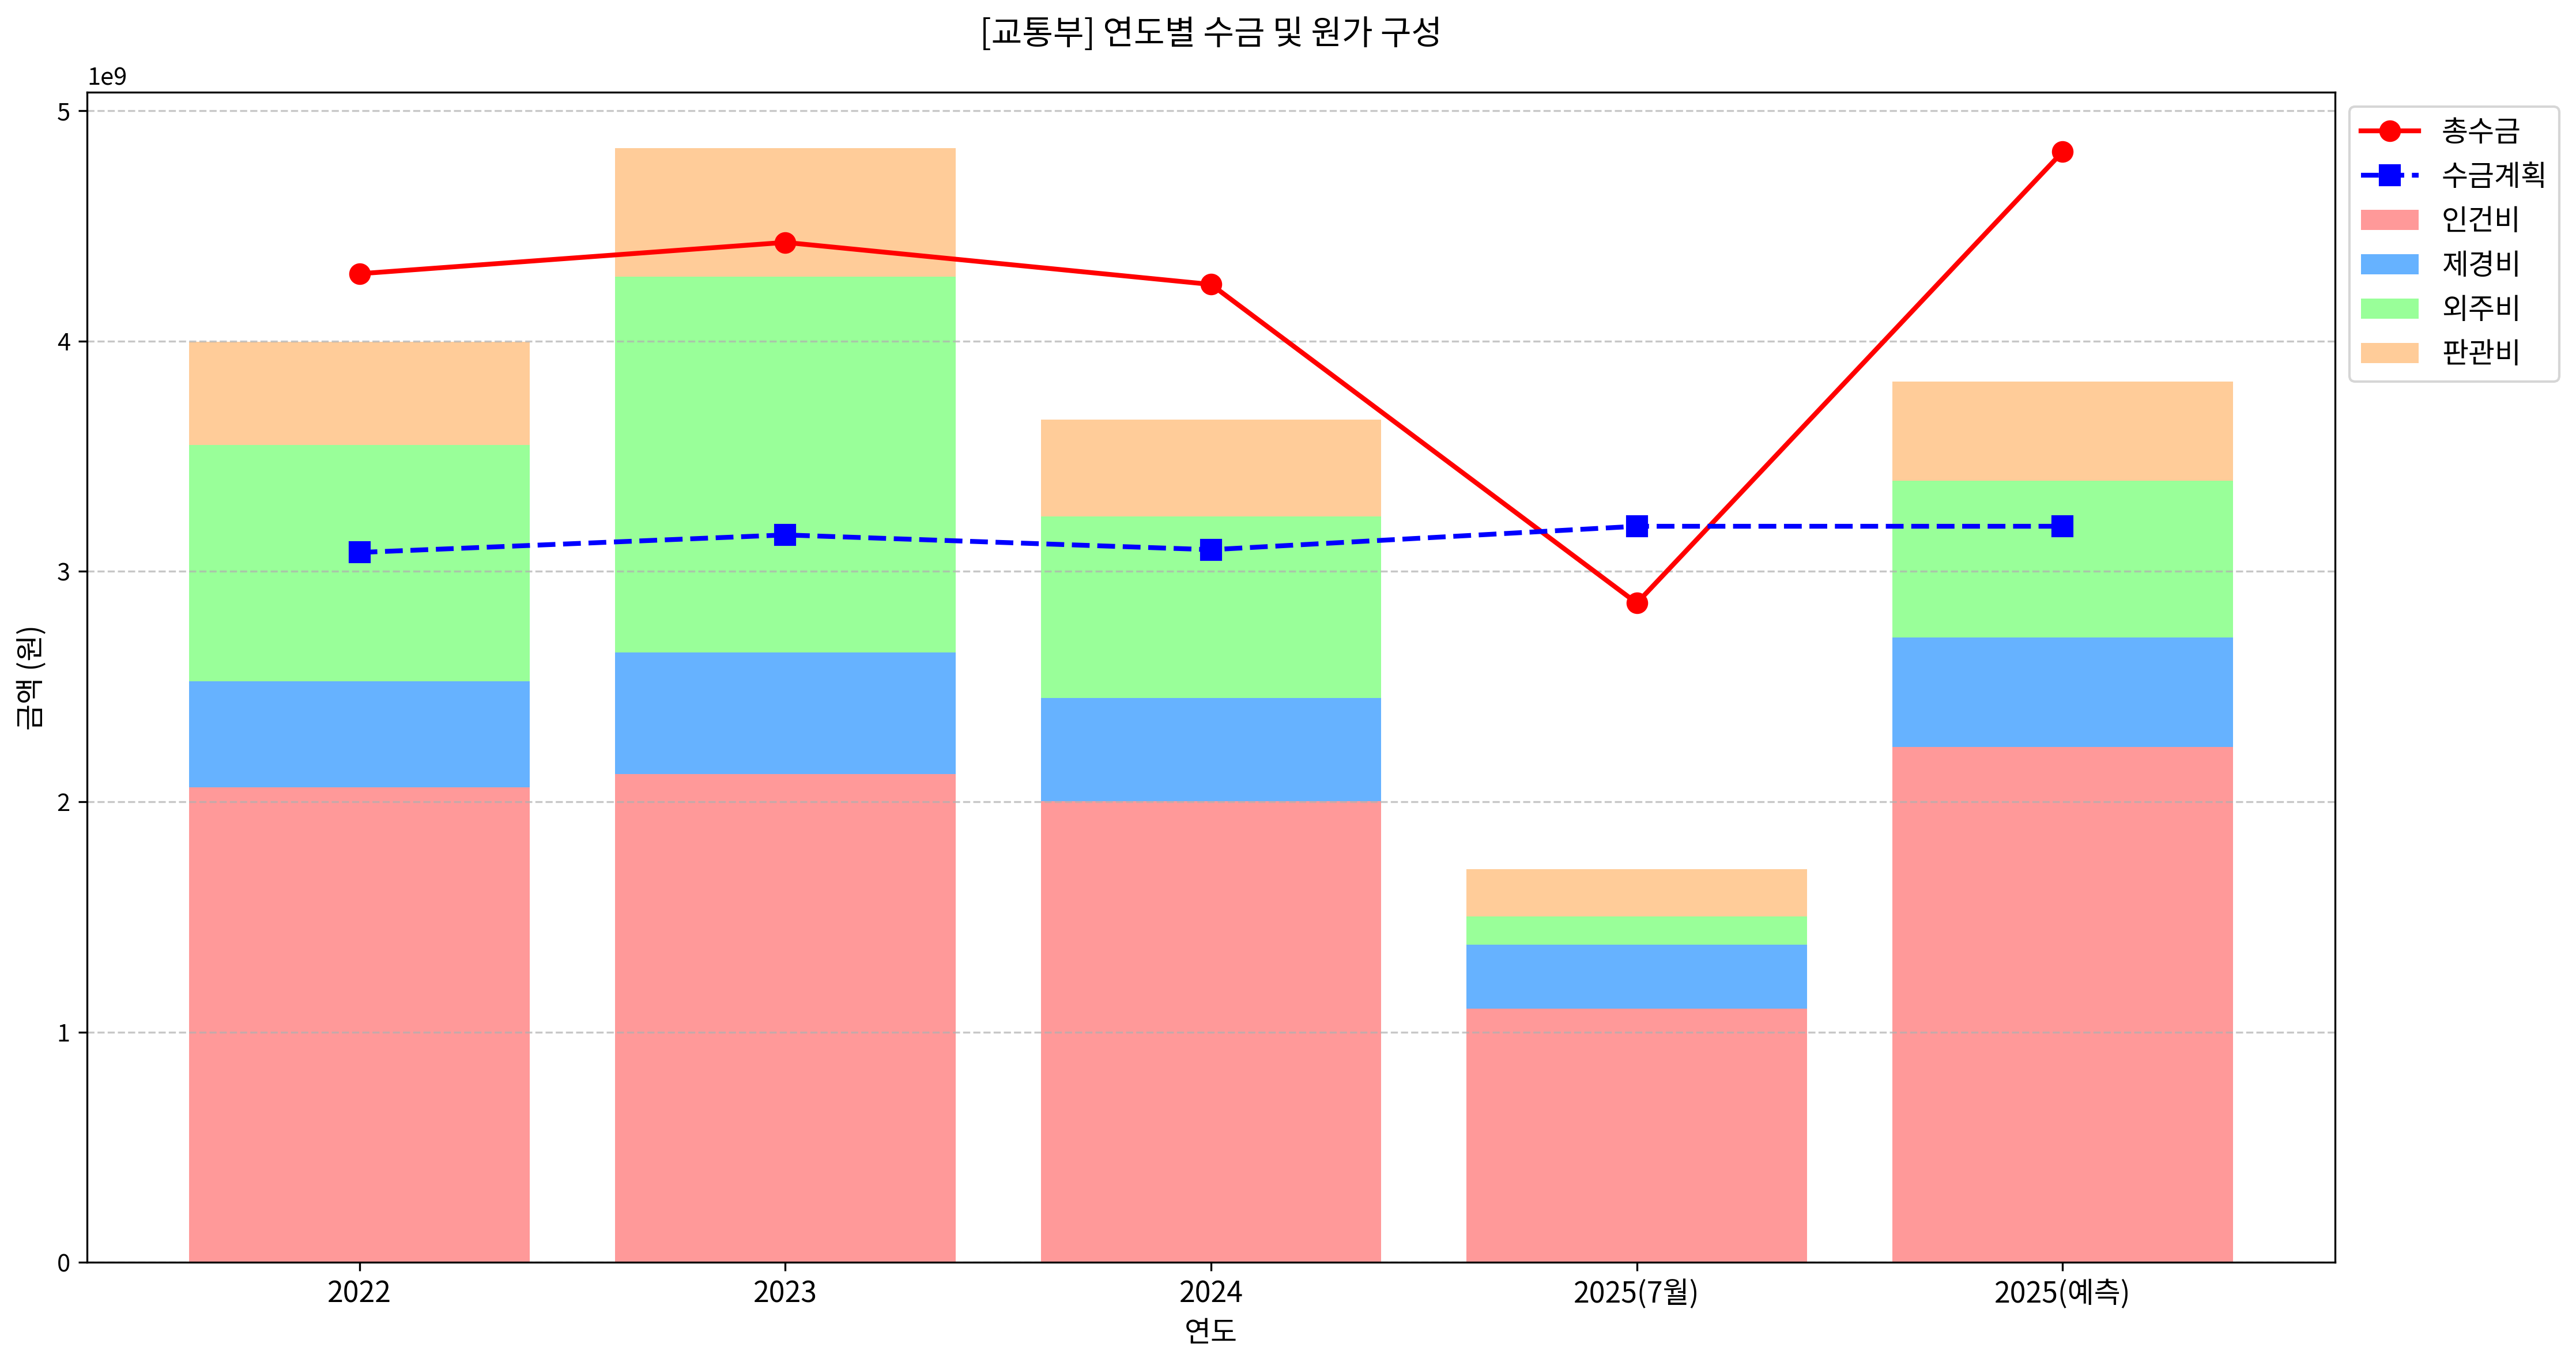 [교통부] 연도별 수금 및 원가 구성
1e9
5
4
3
2
1
0
금액 (원)
2022
2023
2024
2025(7월)
2025(예측)
연도
총수금
수금계획
인건비
제경비
외주비
판관비